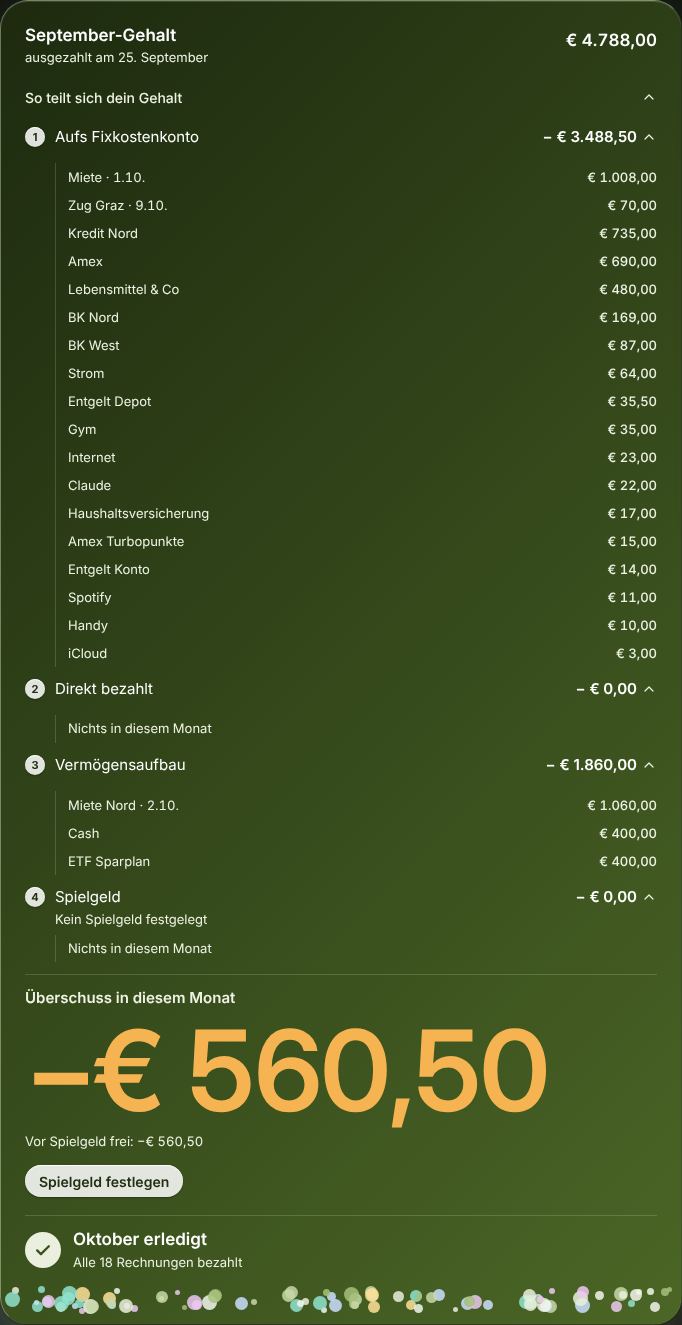 September-Gehalt
€ 4.788,00
ausgezahlt am 25. September
So teilt sich dein Gehalt
1 Aufs Fixkostenkonto – € 3.488,50
Miete · 1.10. € 1.008,00
Zug Graz · 9.10. € 70,00
Kredit Nord € 735,00
Amex € 690,00
Lebensmittel & Co € 480,00
BK Nord € 169,00
BK West € 87,00
Strom € 64,00
Entgelt Depot € 35,50
Gym € 35,00
Internet € 23,00
Claude € 22,00
Haushaltsversicherung € 17,00
Amex Turbopunkte € 15,00
Entgelt Konto € 14,00
Spotify € 11,00
Handy € 10,00
iCloud € 3,00
2 Direkt bezahlt – € 0,00
Nichts in diesem Monat
3 Vermögensaufbau – € 1.860,00
Miete Nord · 2.10. € 1.060,00
Cash € 400,00
ETF Sparplan € 400,00
4 Spielgeld – € 0,00
Kein Spielgeld festgelegt
Nichts in diesem Monat
Überschuss in diesem Monat
–€ 560,50
Vor Spielgeld frei: –€ 560,50
Spielgeld festlegen
Oktober erledigt
Alle 18 Rechnungen bezahlt